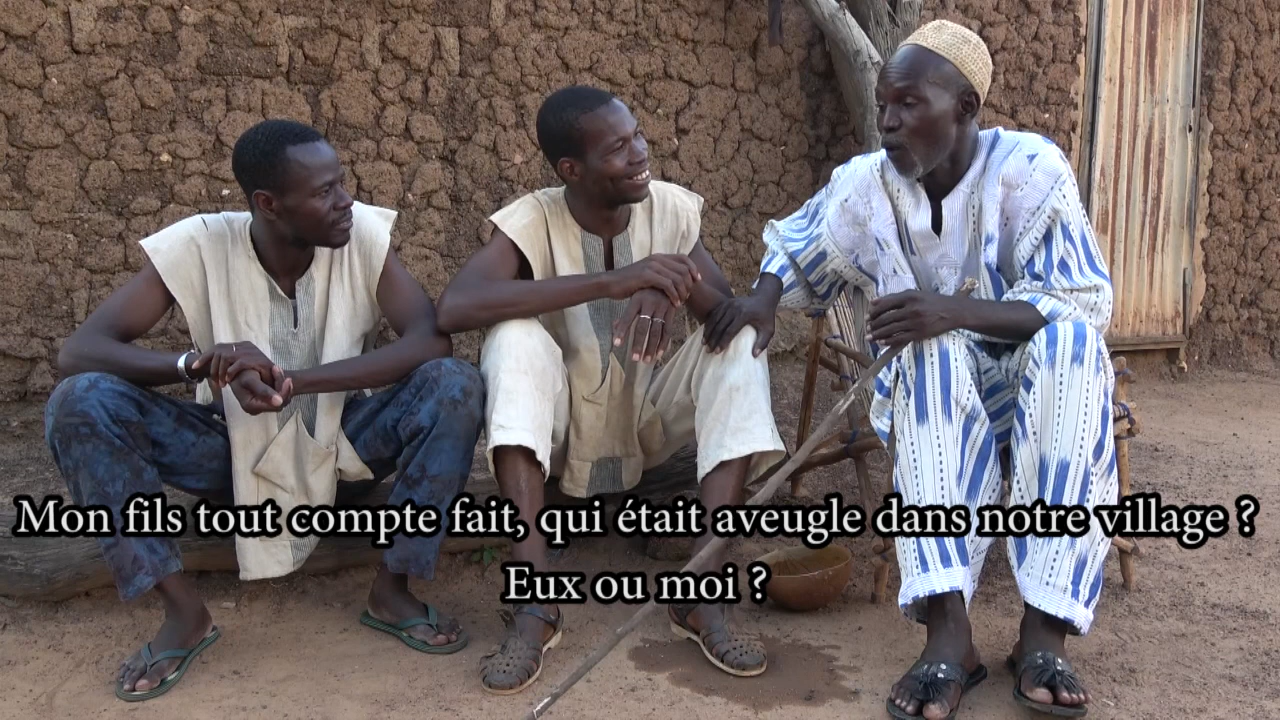 Mon fils tout compte fait, qui était aveugle dans notre village ?
Eux ou moi ?